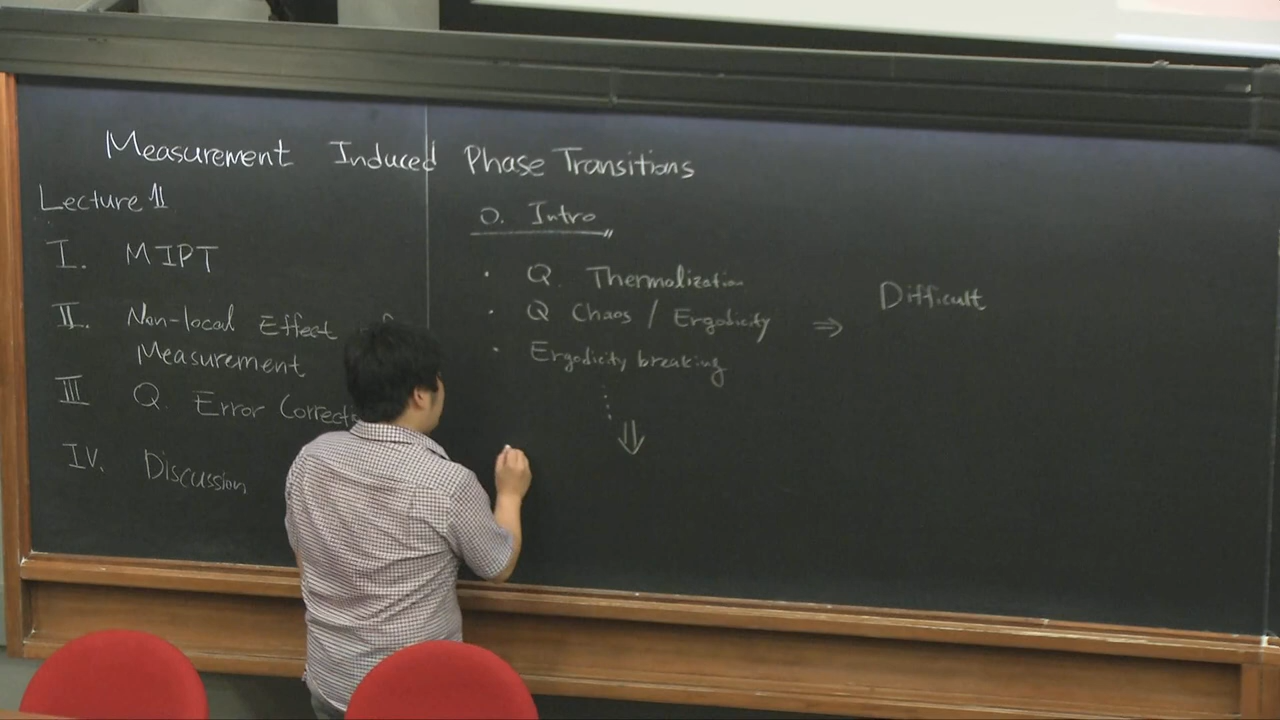 Measurement Induced Phase Transitions
Lecture 1
I. MIPT
II. Non-local Effect
Measurement
III Q. Error Correct
IV. Discussion
0. Intro
· Q. Thermalization
· Q Chaos / Ergodicity ⇒ Difficult
· Ergodicity breaking
⋮
⇓